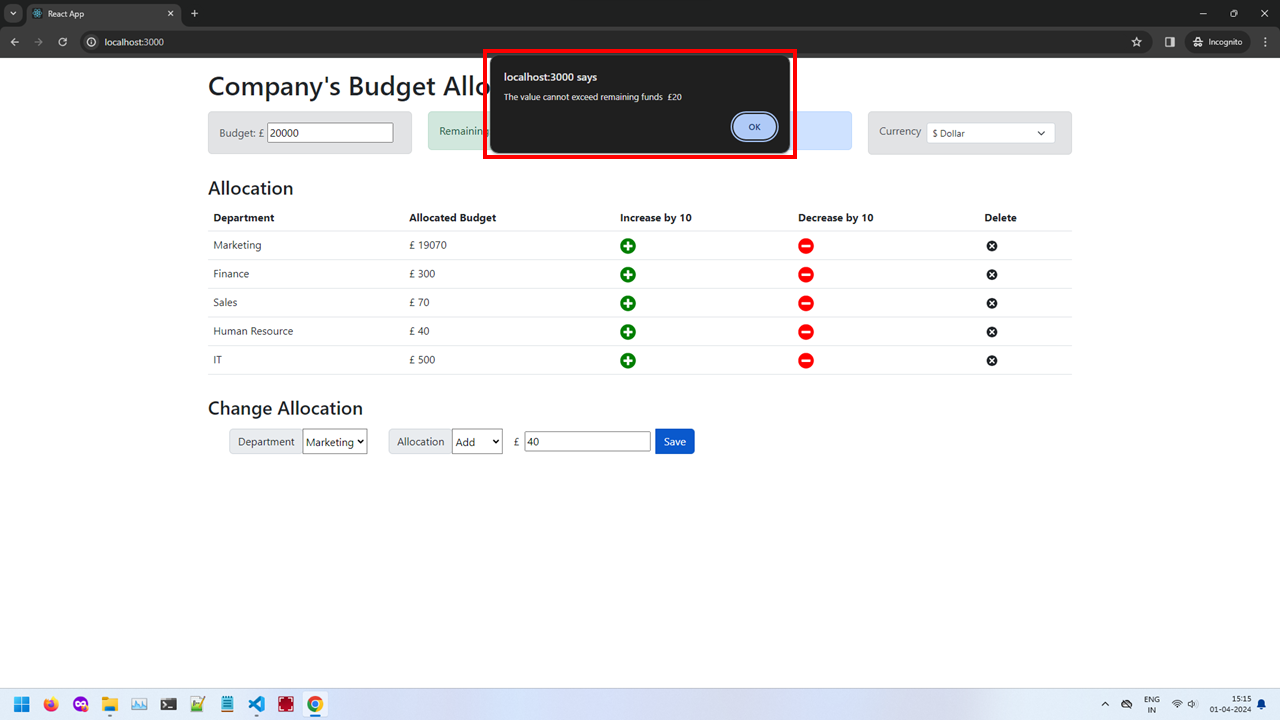 React App
localhost:3000
Incognito
localhost:3000 says
The value cannot exceed remaining funds £20
OK
Company's Budget Allo
Budget: £ 20000
Remaining
Currency $ Dollar
Allocation
Department Allocated Budget Increase by 10 Decrease by 10 Delete
Marketing £ 19070
Finance £ 300
Sales £ 70
Human Resource £ 40
IT £ 500
Change Allocation
Department Marketing Allocation Add £ 40 Save
ENG 15:15
IN 01-04-2024